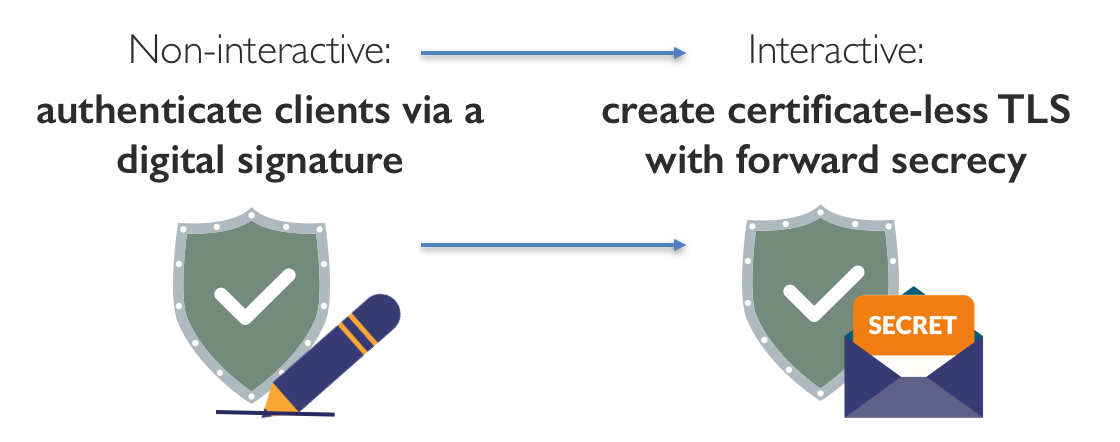 Non-interactive:
Interactive:
authenticate clients via a
digital signature
create certificate-less TLS
with forward secrecy
SECRET